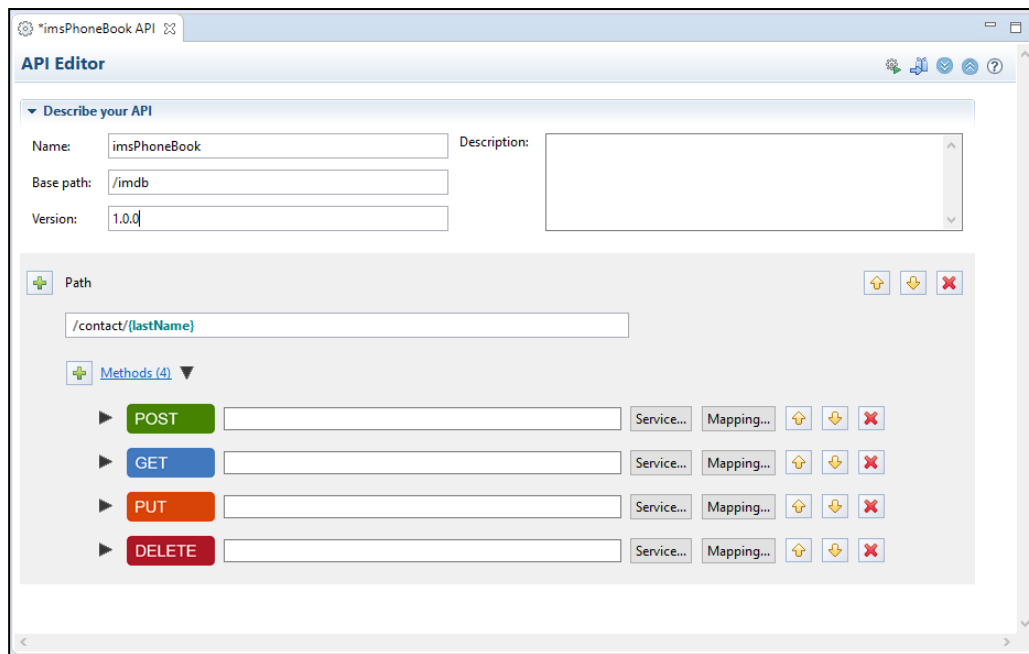 *imsPhoneBook API
API Editor
Describe your API
Name: imsPhoneBook Description:
Base path: /imdb
Version: 1.0.0
Path
/contact/{lastName}
Methods (4)
POST Service... Mapping...
GET Service... Mapping...
PUT Service... Mapping...
DELETE Service... Mapping...